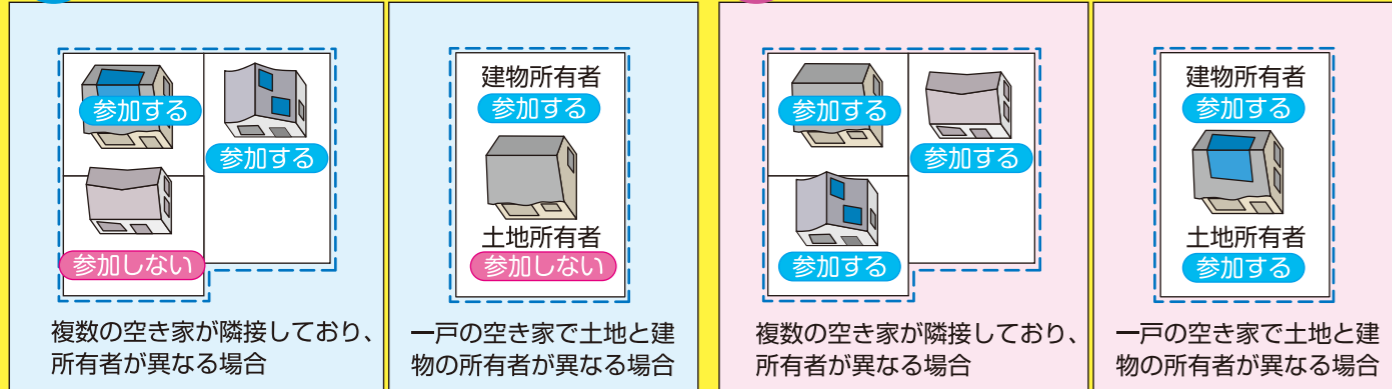 参加する
参加する
参加しない
複数の空き家が隣接しており、
所有者が異なる場合
建物所有者
参加する
土地所有者
参加しない
一戸の空き家で土地と建
物の所有者が異なる場合
参加する
参加する
参加する
複数の空き家が隣接しており、
所有者が異なる場合
建物所有者
参加する
土地所有者
参加する
一戸の空き家で土地と建
物の所有者が異なる場合